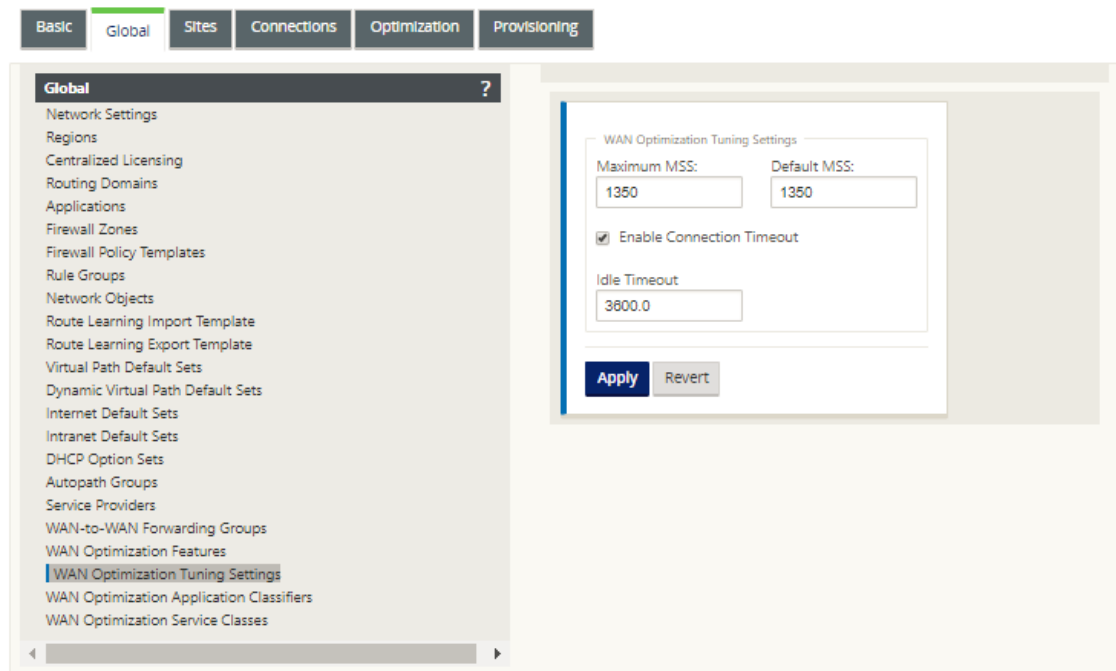 Basic Global Sites Connections Optimization Provisioning
Global ?
Network Settings
Regions
Centralized Licensing
Routing Domains
Applications
Firewall Zones
Firewall Policy Templates
Rule Groups
Network Objects
Route Learning Import Template
Route Learning Export Template
Virtual Path Default Sets
Dynamic Virtual Path Default Sets
Internet Default Sets
Intranet Default Sets
DHCP Option Sets
Autopath Groups
Service Providers
WAN-to-WAN Forwarding Groups
WAN Optimization Features
WAN Optimization Tuning Settings
WAN Optimization Application Classifiers
WAN Optimization Service Classes
WAN Optimization Tuning Settings
Maximum MSS: Default MSS:
1350 1350
Enable Connection Timeout
Idle Timeout
3600.0
Apply Revert